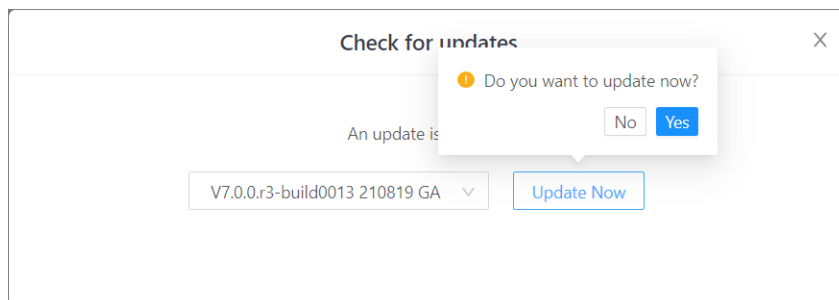 Check for updates
Do you want to update now?
No Yes
An update is
V7.0.0.r3-build0013 210819 GA
Update Now